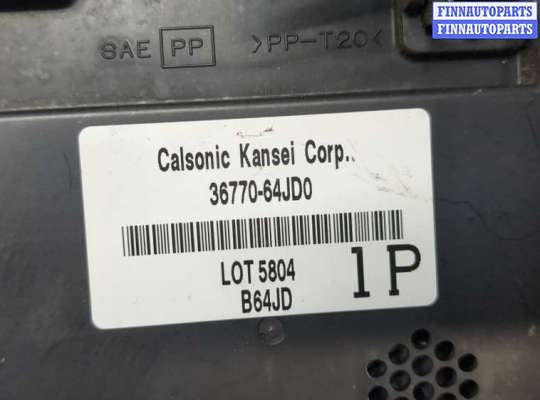 FINNAUTOPARTS
FINNAUTOPARTS
SAE PP >PP-T20<
Calsonic Kansei Corp.
36770-64JD0
LOT 5804
B64JD
1P